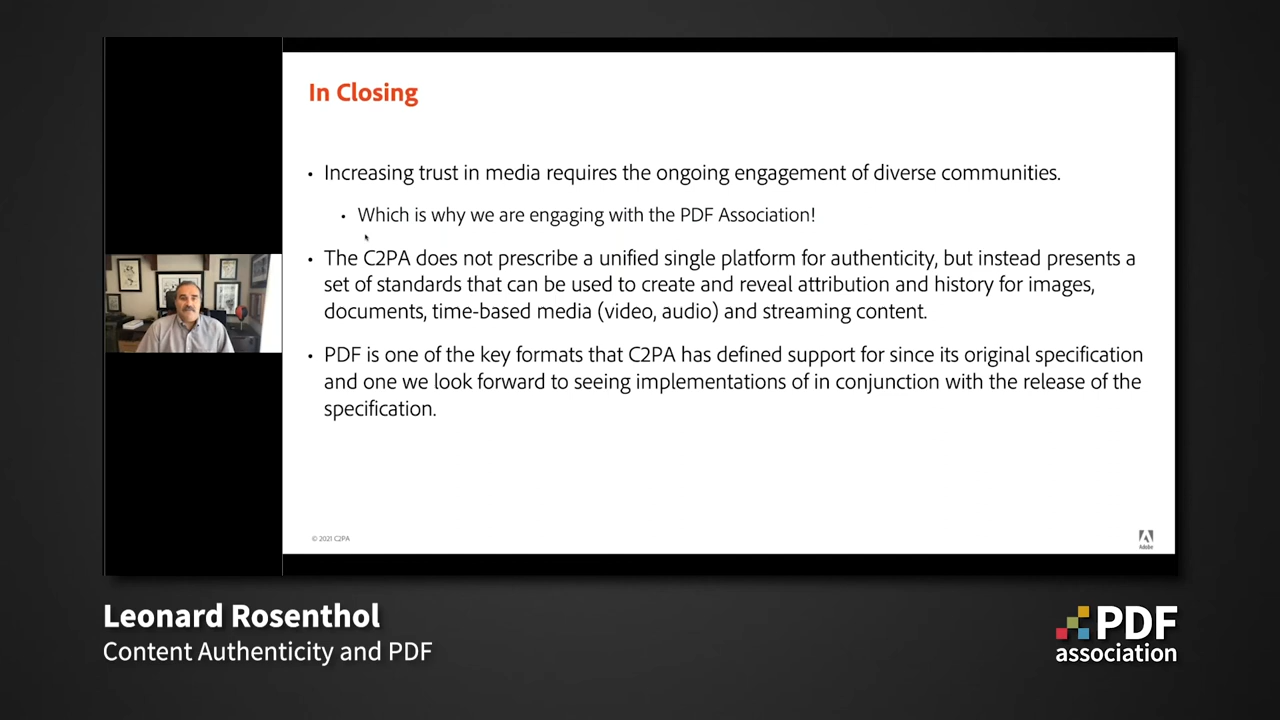 In Closing
• Increasing trust in media requires the ongoing engagement of diverse communities.
• Which is why we are engaging with the PDF Association!
• The C2PA does not prescribe a unified single platform for authenticity, but instead presents a
set of standards that can be used to create and reveal attribution and history for images,
documents, time-based media (video, audio) and streaming content.
• PDF is one of the key formats that C2PA has defined support for since its original specification
and one we look forward to seeing implementations of in conjunction with the release of the
specification.
© 2021 C2PA
Adobe
Leonard Rosenthol
Content Authenticity and PDF
PDF
association